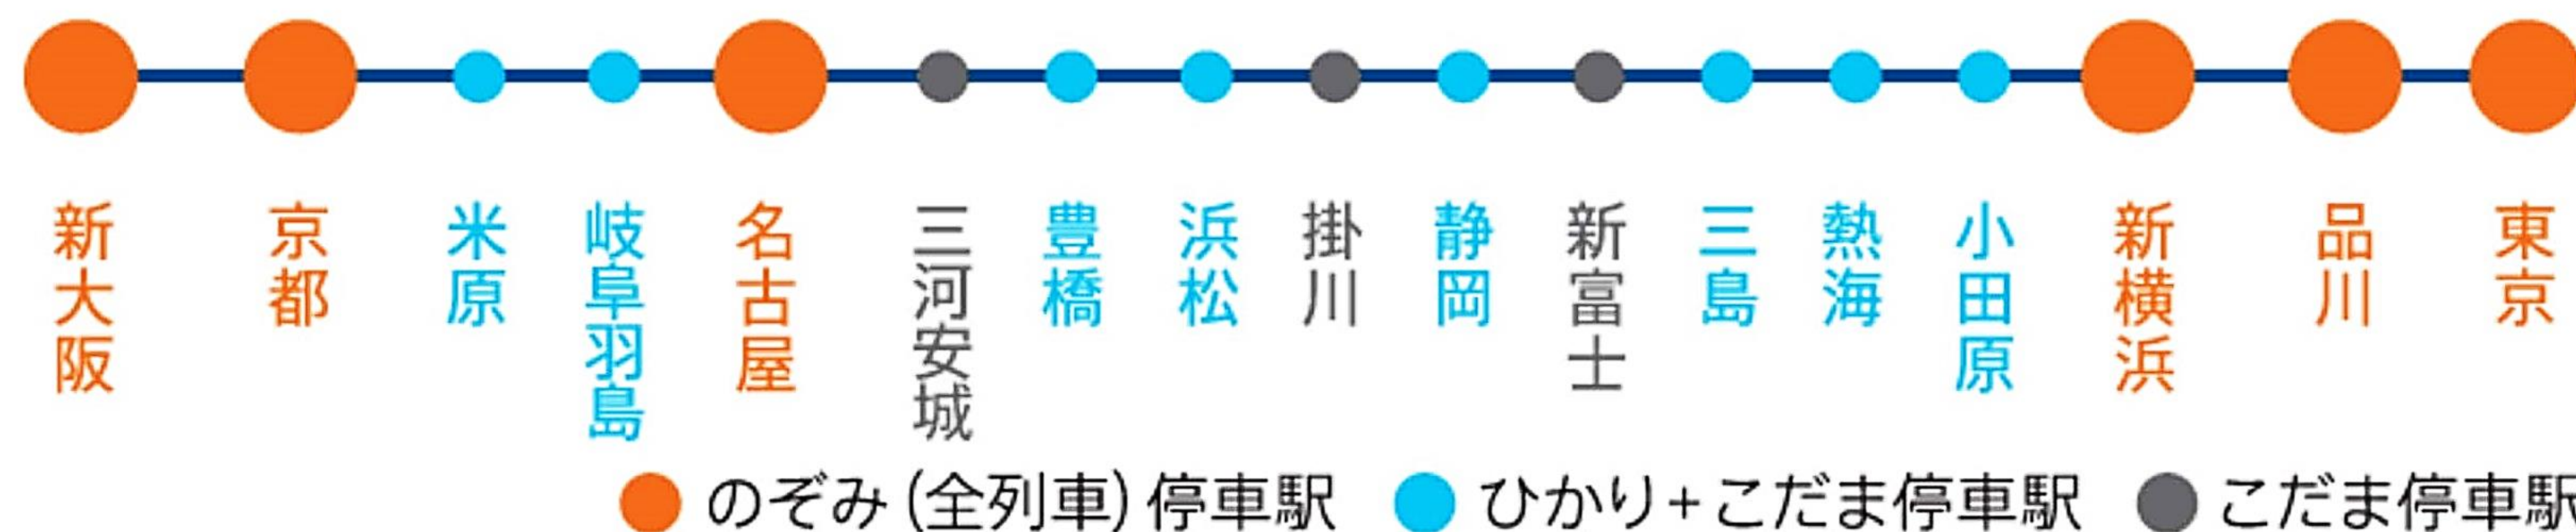 新大阪
京都
米原
岐阜羽島
名古屋
三河安城
豊橋
浜松
掛川
静岡
新富士
三島
熱海
小田原
新横浜
品川
東京
のぞみ (全列車) 停車駅
ひかり+こだま停車駅
こだま停車駅